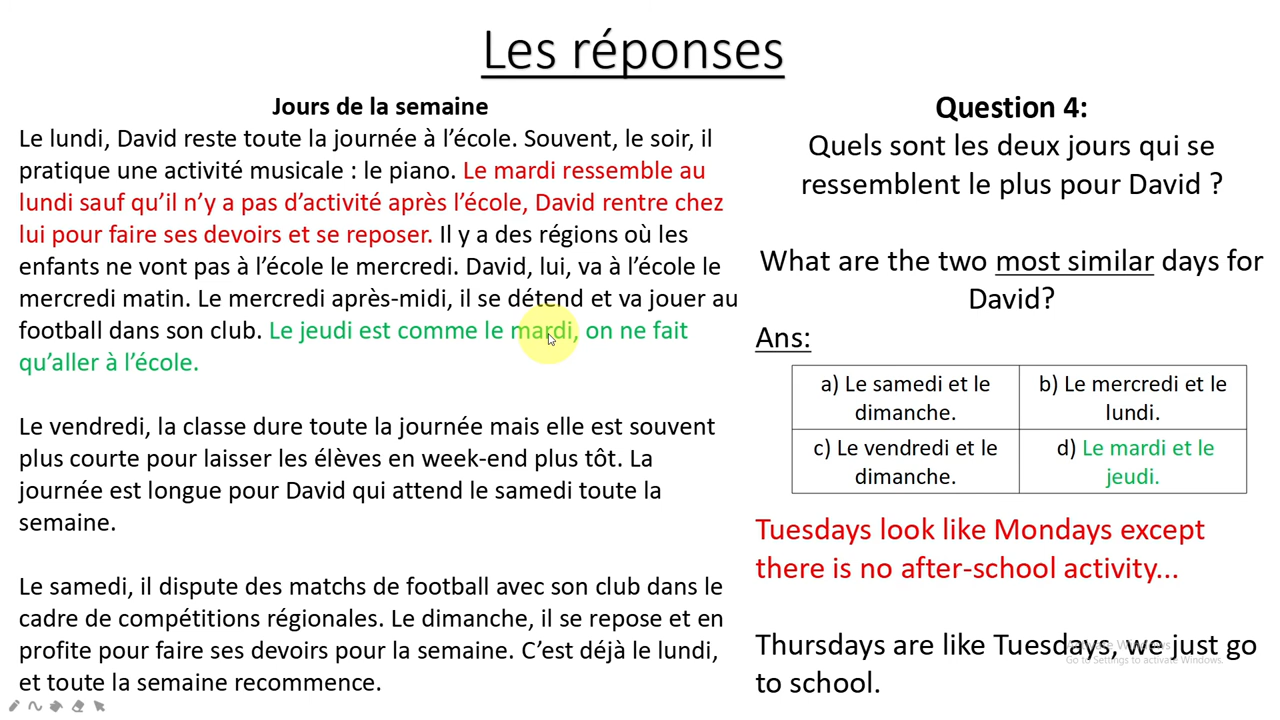 Les réponses
Jours de la semaine
Le lundi, David reste toute la journée à l’école. Souvent, le soir, il
pratique une activité musicale : le piano. Le mardi ressemble au
lundi sauf qu’il n’y a pas d’activité après l’école, David rentre chez
lui pour faire ses devoirs et se reposer. Il y a des régions où les
enfants ne vont pas à l’école le mercredi. David, lui, va à l’école le
mercredi matin. Le mercredi après-midi, il se détend et va jouer au
football dans son club. Le jeudi est comme le mardi, on ne fait
qu’aller à l’école.
Le vendredi, la classe dure toute la journée mais elle est souvent
plus courte pour laisser les élèves en week-end plus tôt. La
journée est longue pour David qui attend le samedi toute la
semaine.
Le samedi, il dispute des matchs de football avec son club dans le
cadre de compétitions régionales. Le dimanche, il se repose et en
profite pour faire ses devoirs pour la semaine. C’est déjà le lundi,
et toute la semaine recommence.
Question 4:
Quels sont les deux jours qui se
ressemblent le plus pour David ?
What are the two most similar days for
David?
Ans:
a) Le samedi et le
dimanche.
b) Le mercredi et le
lundi.
c) Le vendredi et le
dimanche.
d) Le mardi et le
jeudi.
Tuesdays look like Mondays except
there is no after-school activity...
Thursdays are like Tuesdays, we just go
to school.
Activate Windows
Go to Settings to activate Windows.